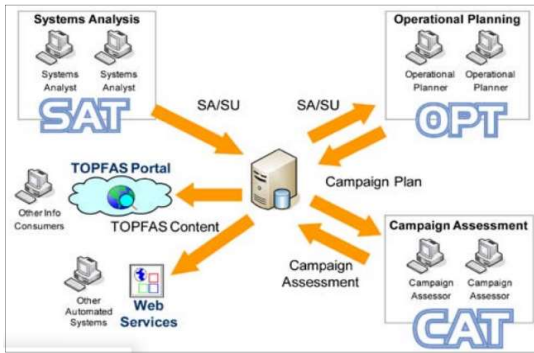 Systems Analysis
Systems
Analyst
Systems
Analyst
SAT
SA/SU
SA/SU
Operational Planning
Operational
Planner
Operational
Planner
OPT
TOPFAS Portal
Other Info
Consumers
TOPFAS Content
Campaign Plan
Other
Automated
Systems
Web
Services
Campaign
Assessment
Campaign Assessment
Campaign
Assessor
Campaign
Assessor
CAT